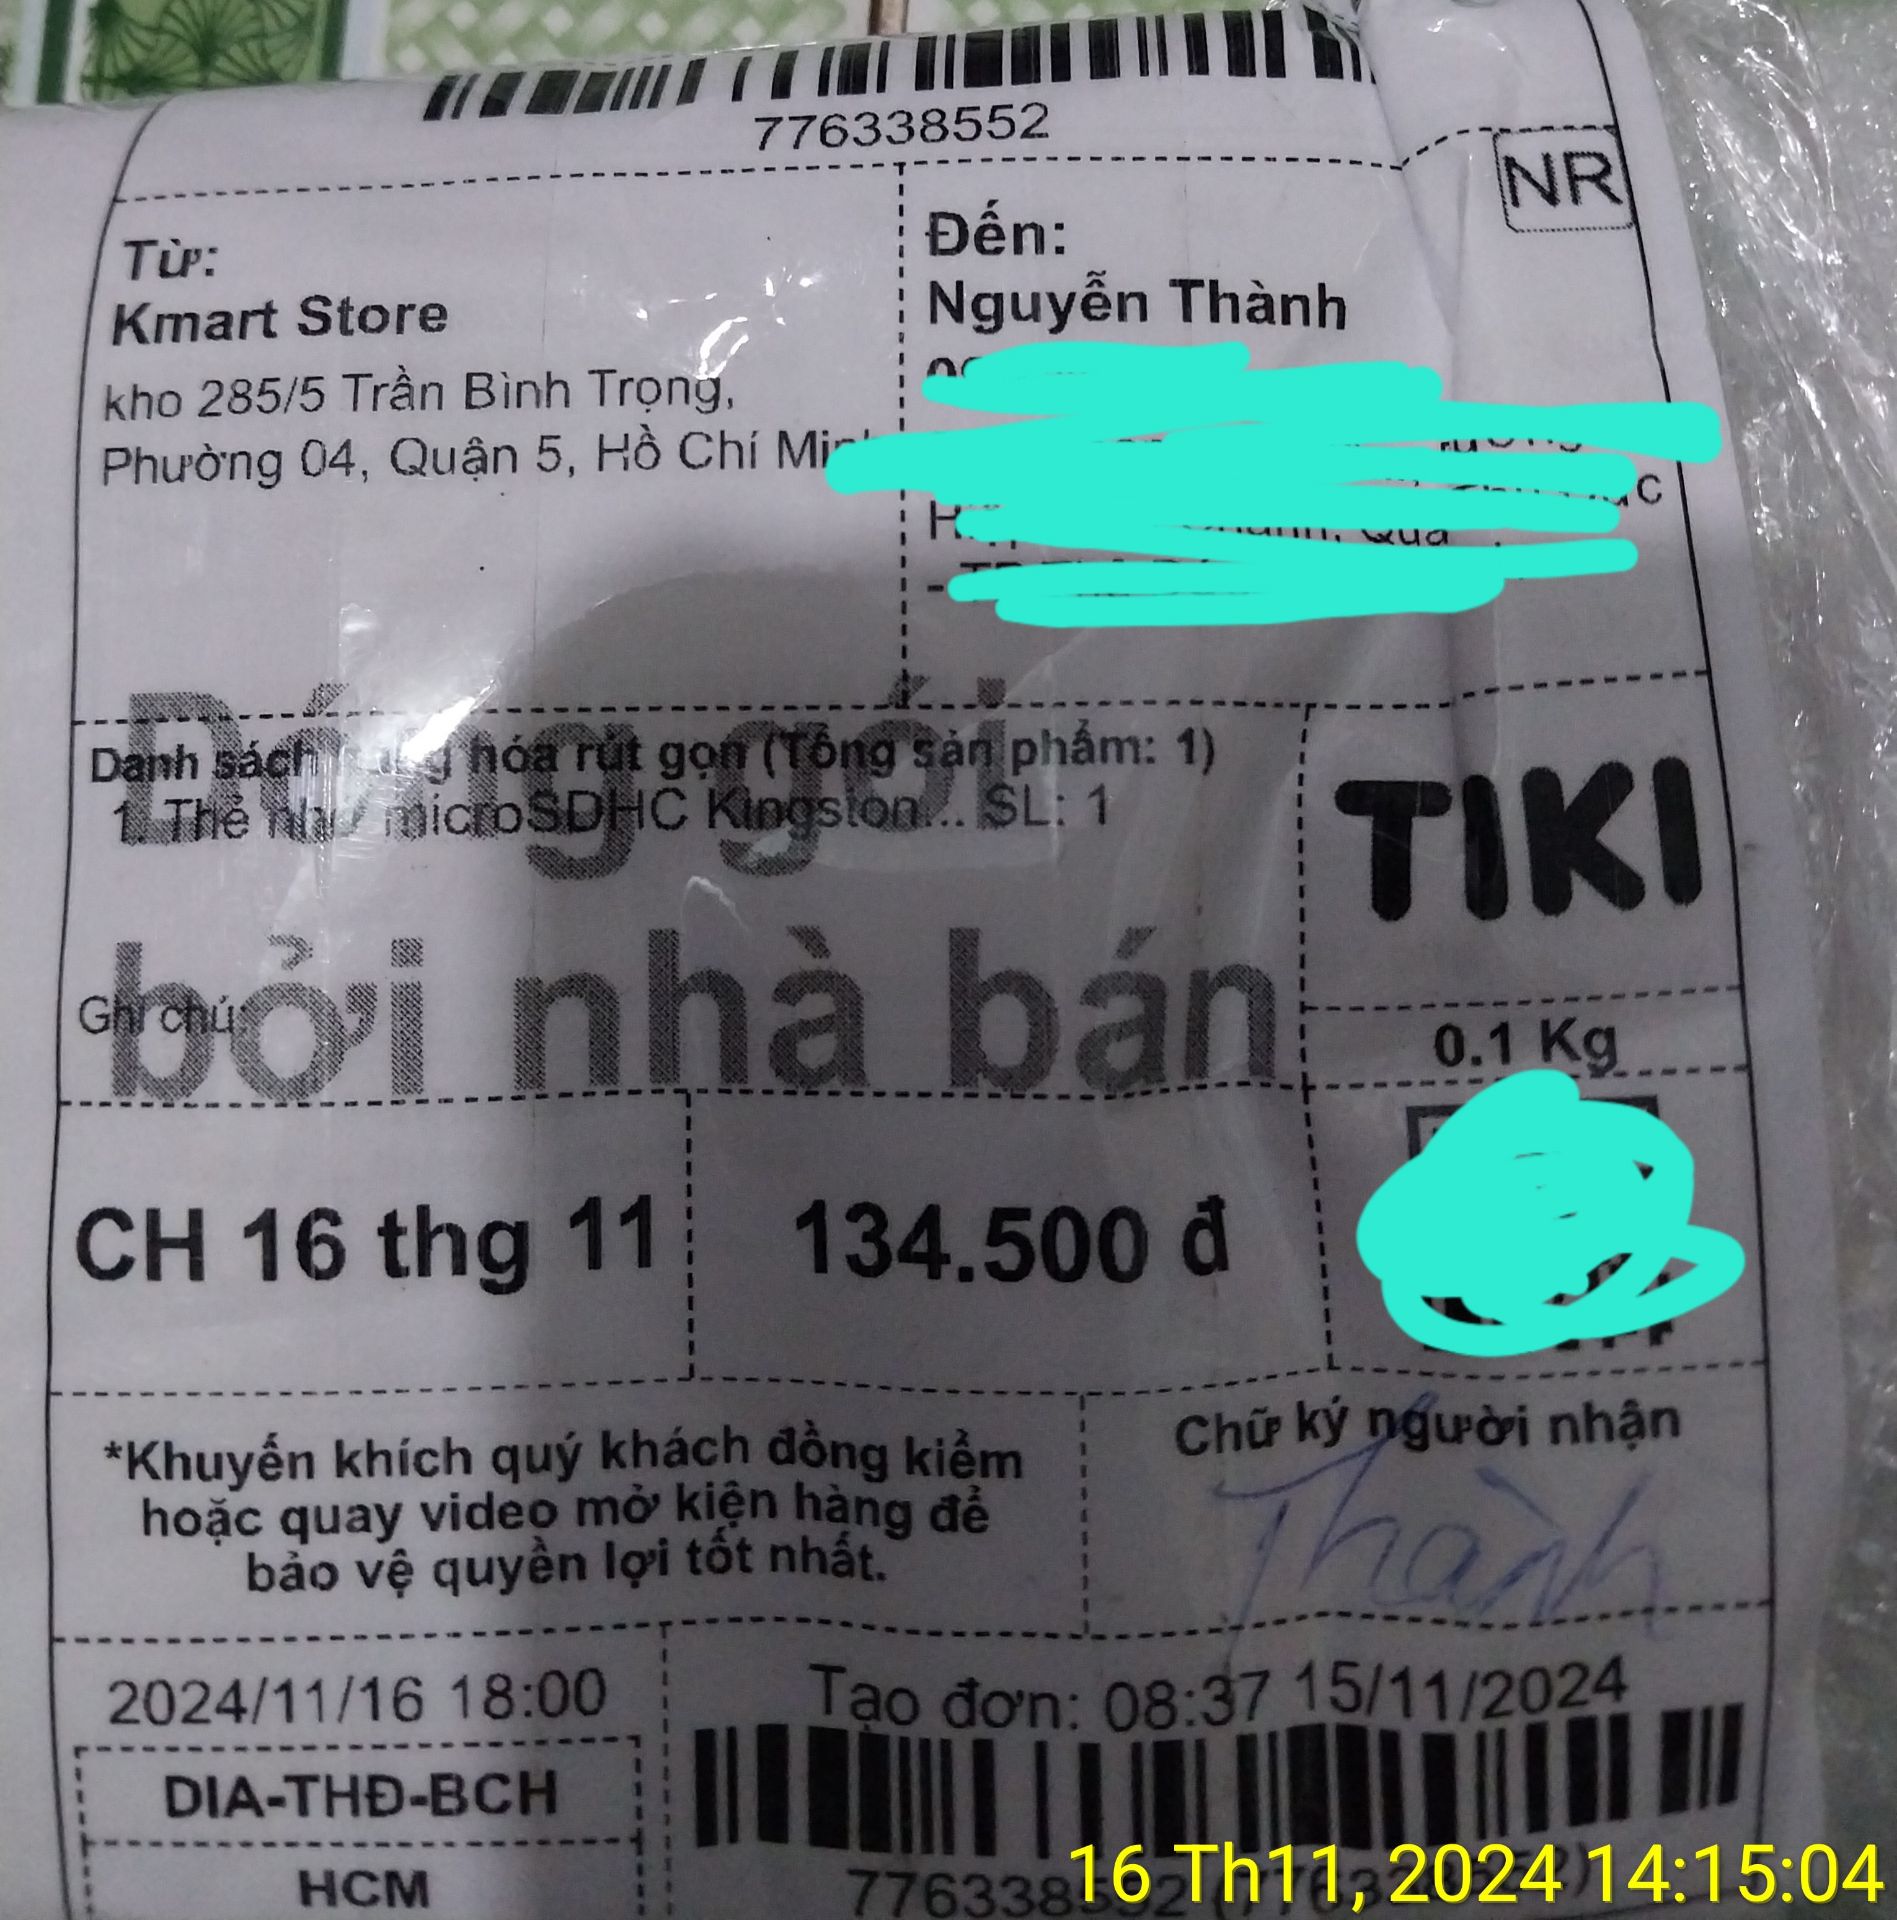 776338552
NR
Từ:
Kmart Store
kho 285/5 Trần Bình Trọng,
Phường 04, Quận 5, Hồ Chí
Đến:
Nguyễn Thành
Đóng gói
bởi nhà bán
Danh sách hàng hóa rút gọn (Tổng sản phẩm: 1)
1. Thẻ nhớ microSDHC Kingston... SL: 1
TIKI
Ghi chú:
0.1 Kg
CH 16 thg 11
134.500 đ
*Khuyến khích quý khách đồng kiểm
hoặc quay video mở kiện hàng để
bảo vệ quyền lợi tốt nhất.
Chữ ký người nhận
Thành
2024/11/16 18:00
Tạo đơn: 08:37 15/11/2024
DIA-THĐ-BCH
HCM
776338552
16 Th11, 2024 14:15:04